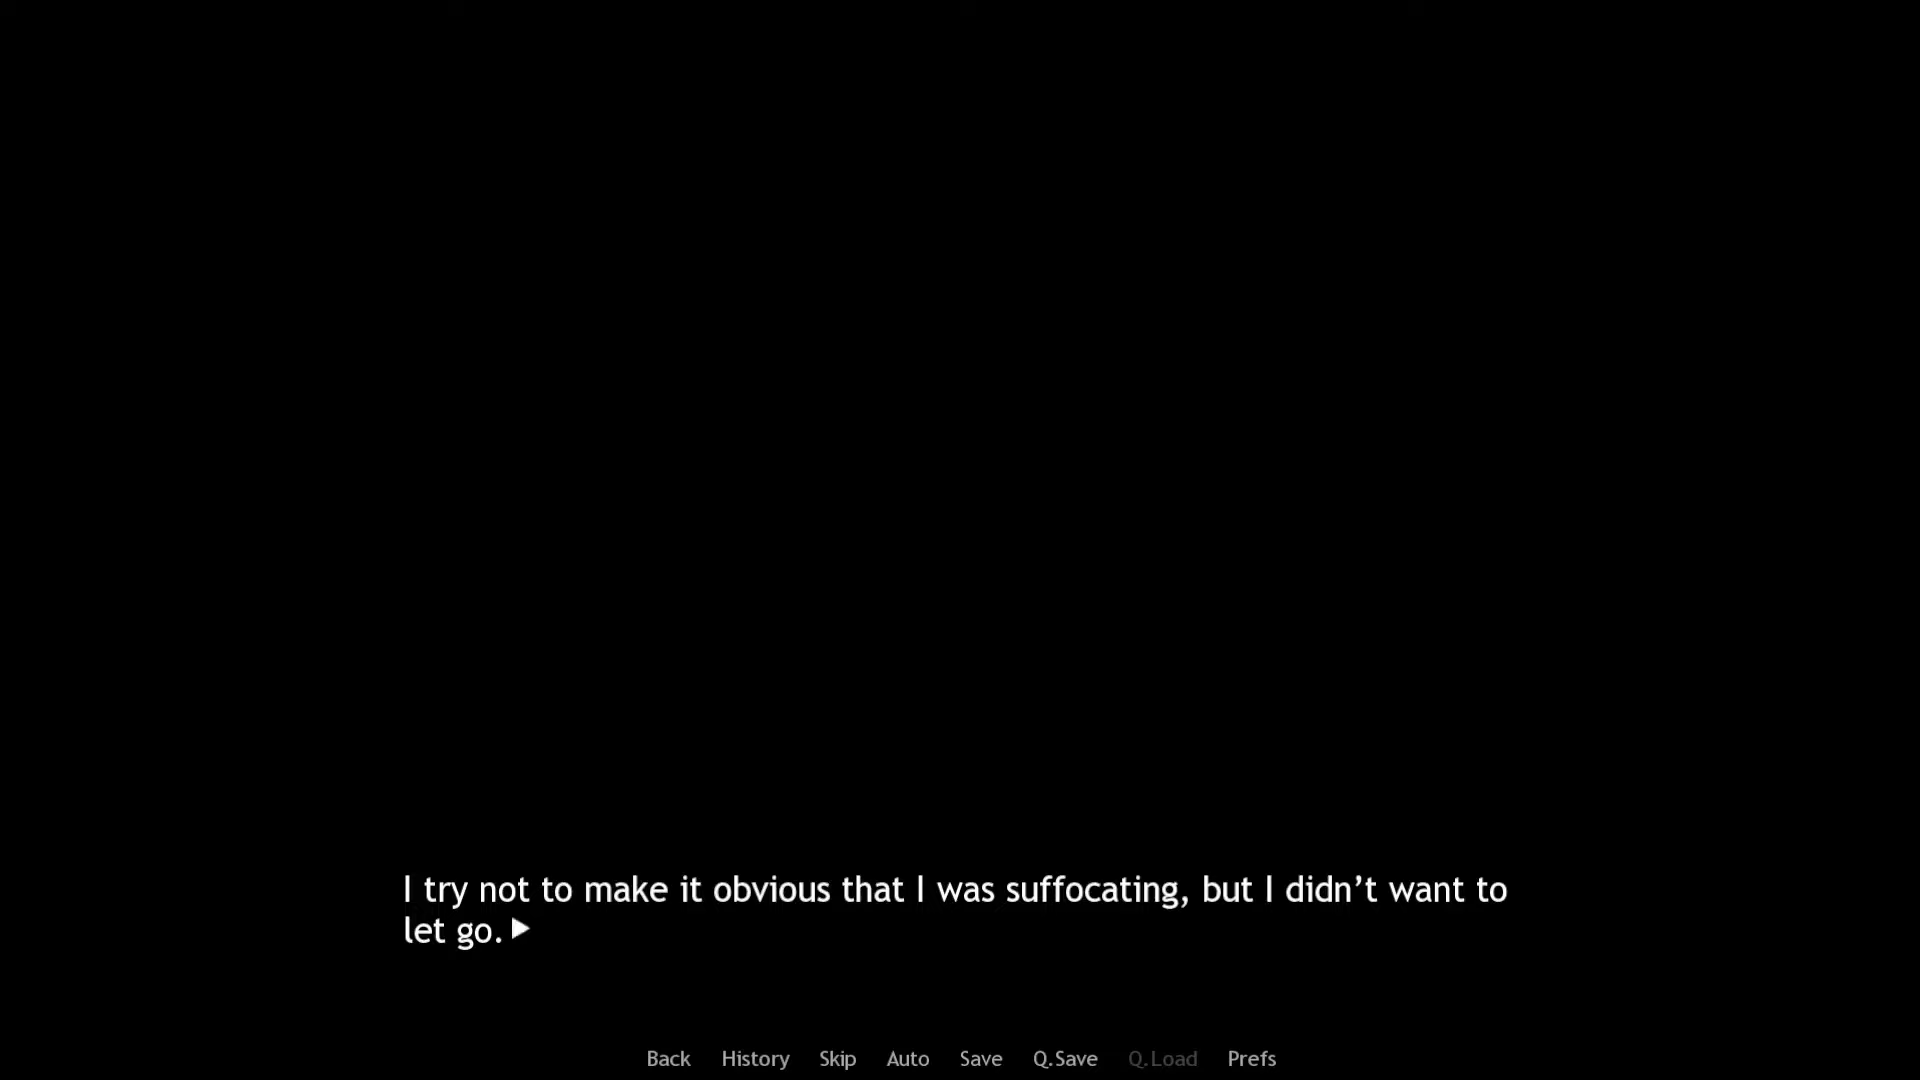 I try not to make it obvious that I was suffocating, but I didn’t want to
let go.
Back History Skip Auto Save Q.Save Q.Load Prefs